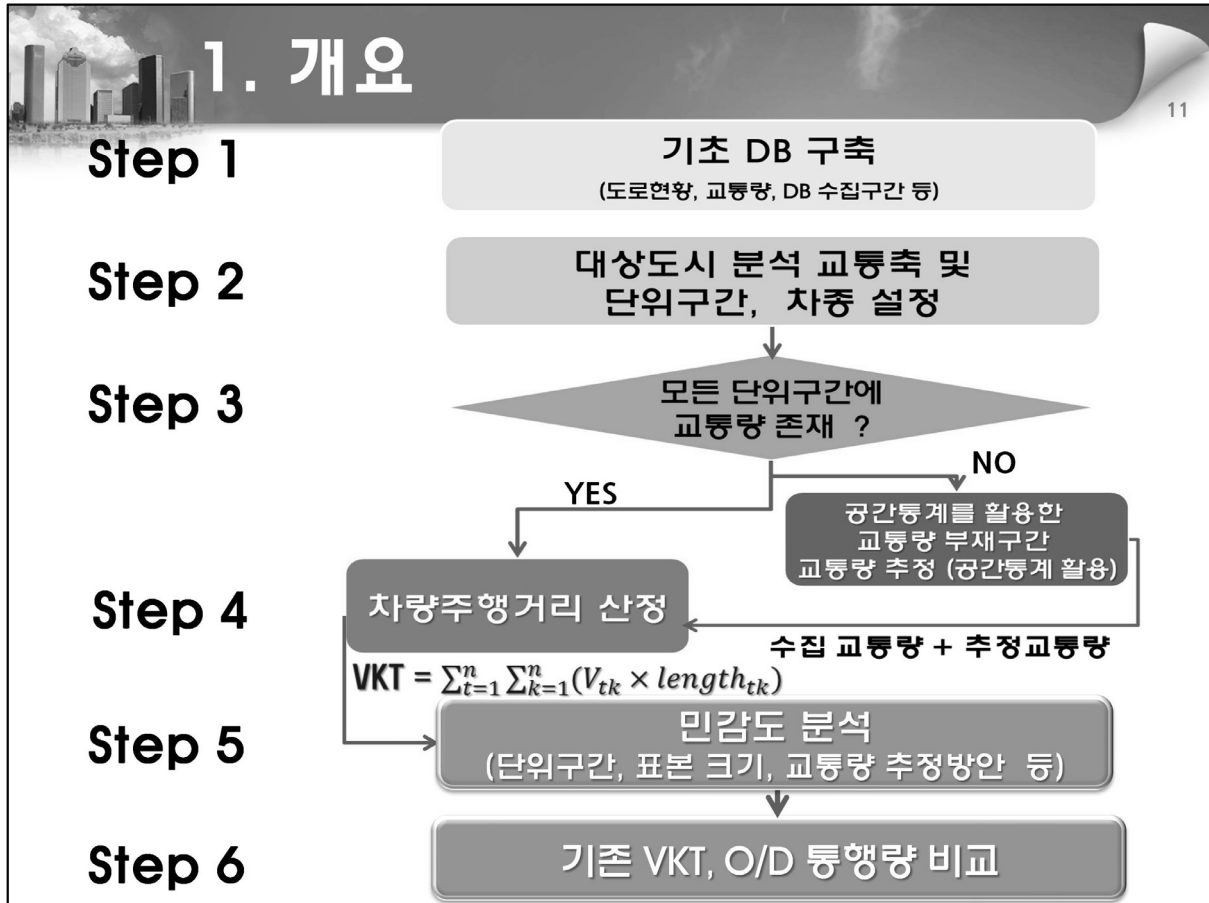 1. 개요
11
Step 1
기초 DB 구축
(도로현황, 교통량, DB 수집구간 등)
Step 2
대상도시 분석 교통축 및
단위구간, 차종 설정
Step 3
모든 단위구간에
교통량 존재 ?
YES
NO
공간통계를 활용한
교통량 부재구간
교통량 추정 (공간통계 활용)
Step 4
차량주행거리 산정
수집 교통량 + 추정교통량
VKT = $\sum_{t=1}^{n} \sum_{k=1}^{n} (V_{tk} \times length_{tk})$
Step 5
민감도 분석
(단위구간, 표본 크기, 교통량 추정방안 등)
Step 6
기존 VKT, O/D 통행량 비교